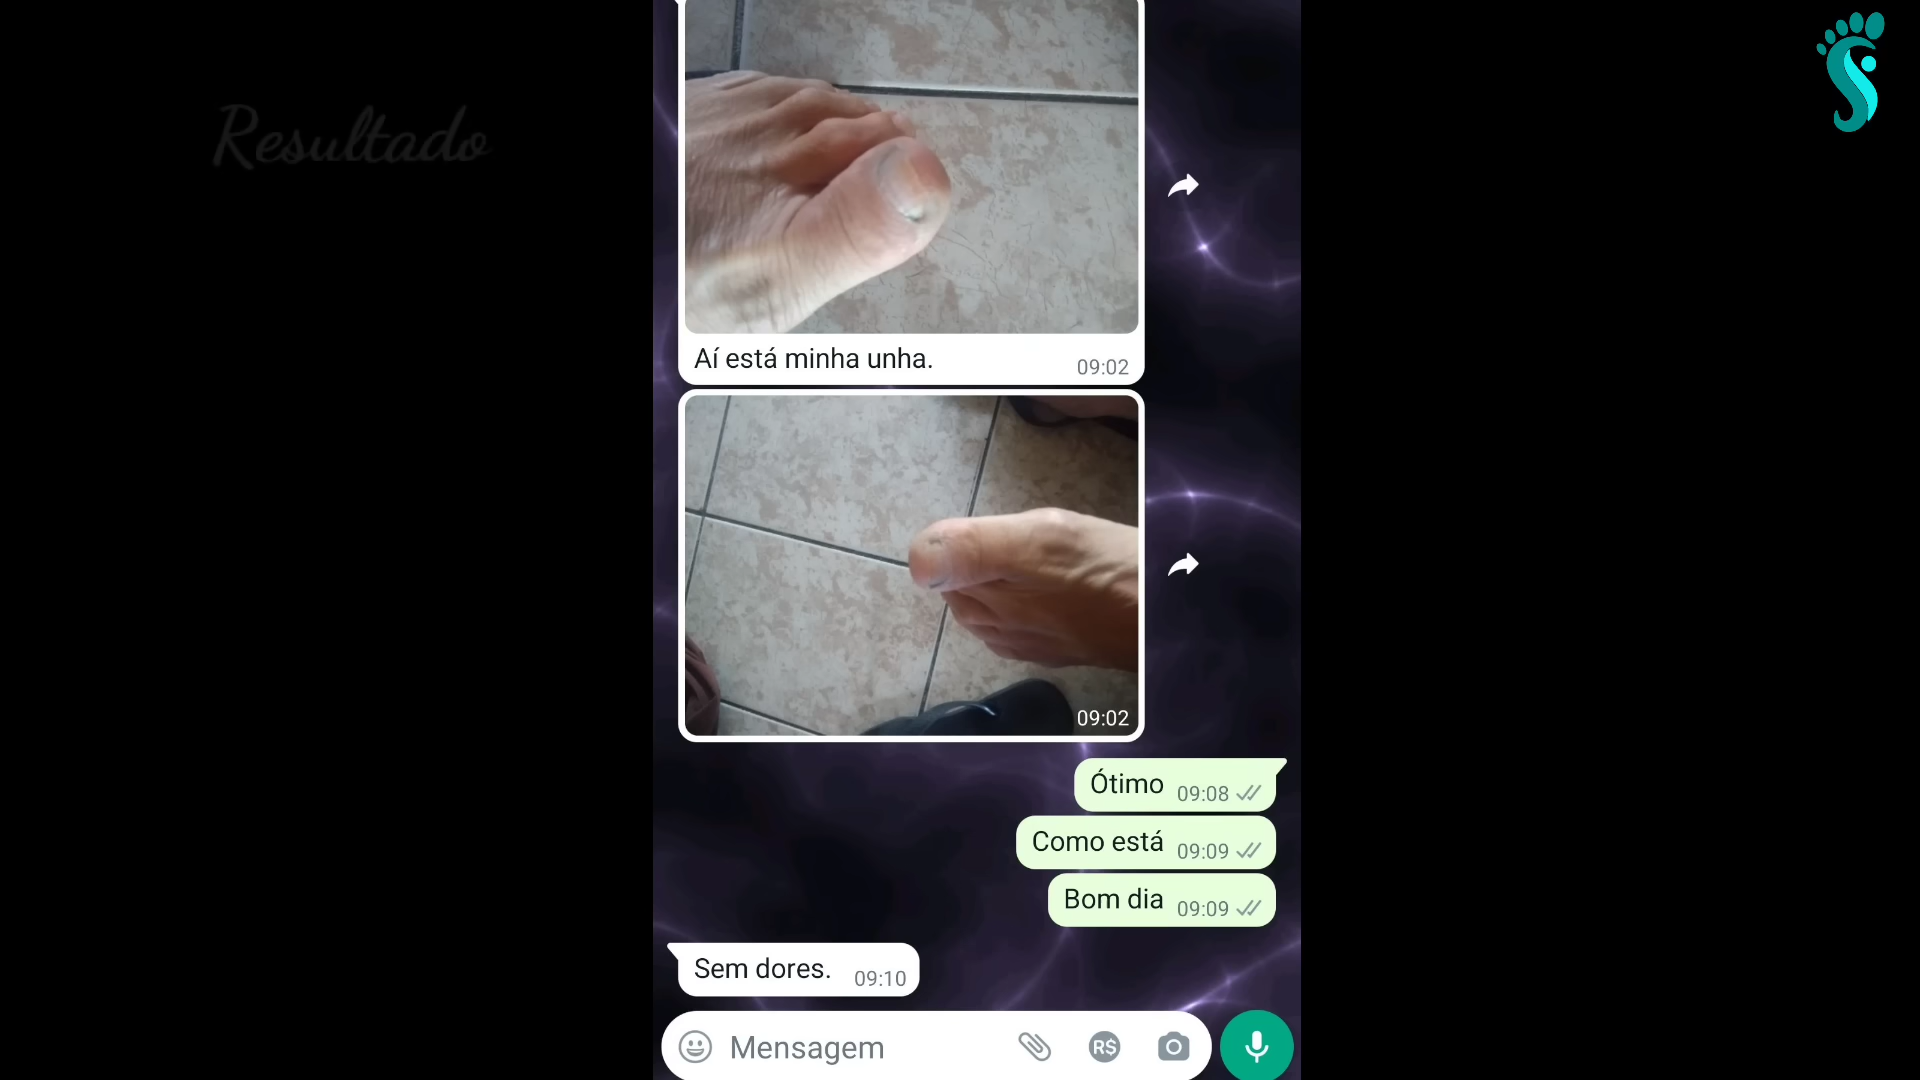 Resultado
Aí está minha unha.
09:02
09:02
Ótimo 09:08
Como está 09:09
Bom dia 09:09
Sem dores. 09:10
Mensagem
R$